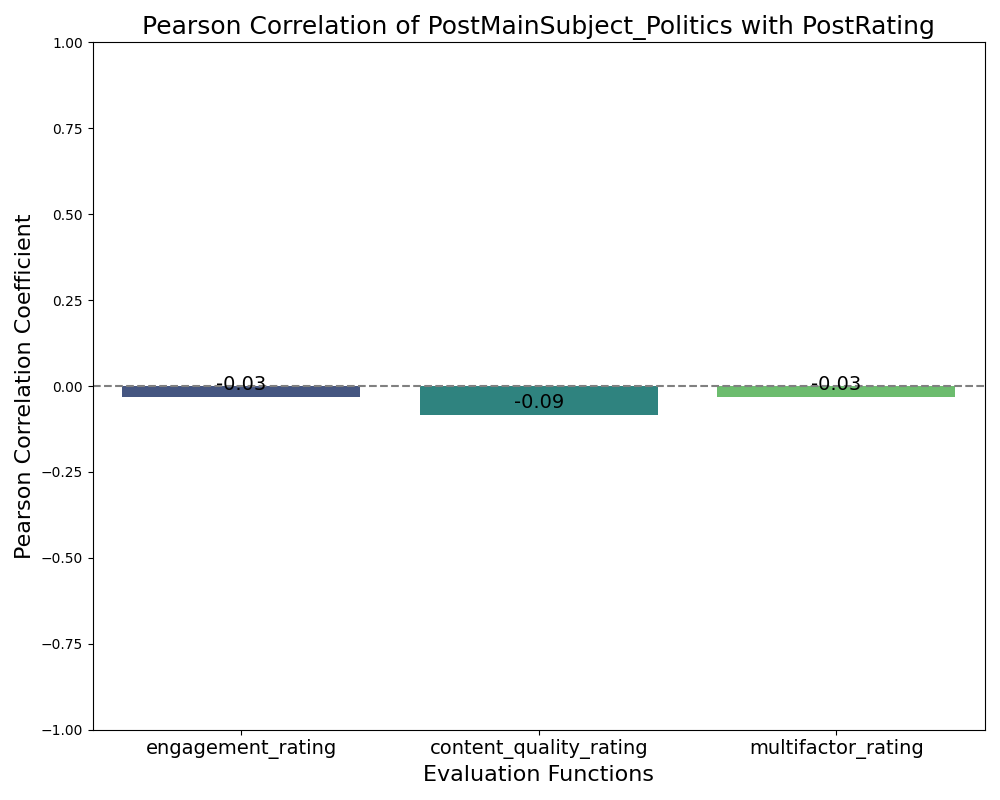 Pearson Correlation of PostMainSubject_Politics with PostRating
Pearson Correlation Coefficient
1.00
0.75
0.50
0.25
0.00
−0.25
−0.50
−0.75
−1.00
-0.03
-0.09
-0.03
engagement_rating
content_quality_rating
multifactor_rating
Evaluation Functions